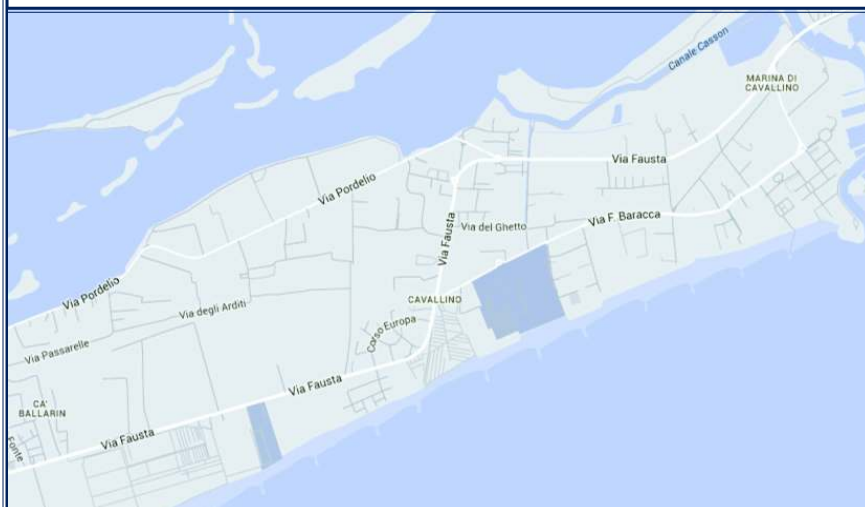 Canale Casson
MARINA DI
CAVALLINO
Via Fausta
Via Pordelio
Via F. Baracca
Via del Ghetto
Via Fausta
Via Pordelio
CAVALLINO
Via degli Arditi
Corso Europa
Via Passarelle
Via Fausta
CA'
BALLARIN
Via Fausta
Fonte